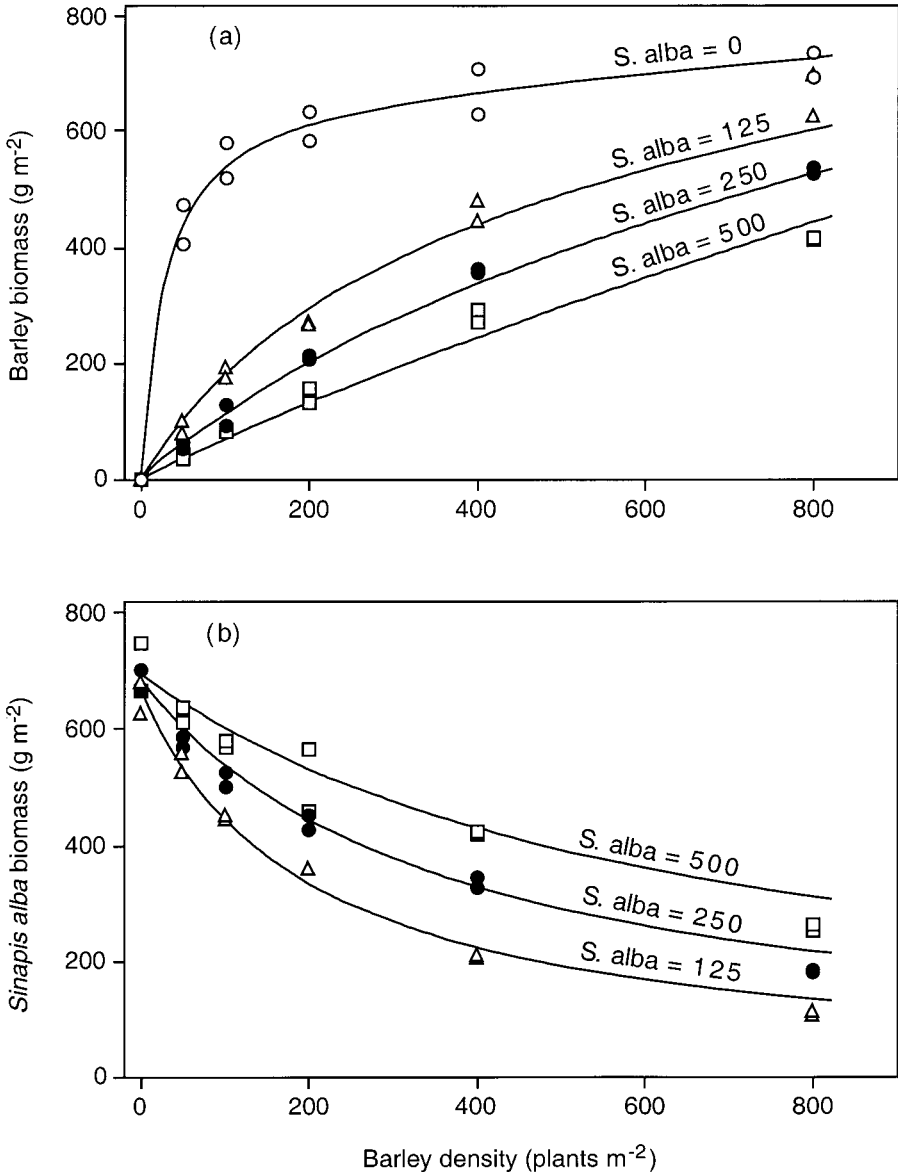 800
(a)
S. alba = 0
600
S. alba = 125
S. alba = 250
400
S. alba = 500
200
0
Barley biomass (g m-2)
0 200 400 600 800
800
(b)
600
400
S. alba = 500
S. alba = 250
200
S. alba = 125
0
Sinapis alba biomass (g m-2)
0 200 400 600 800
Barley density (plants m-2)